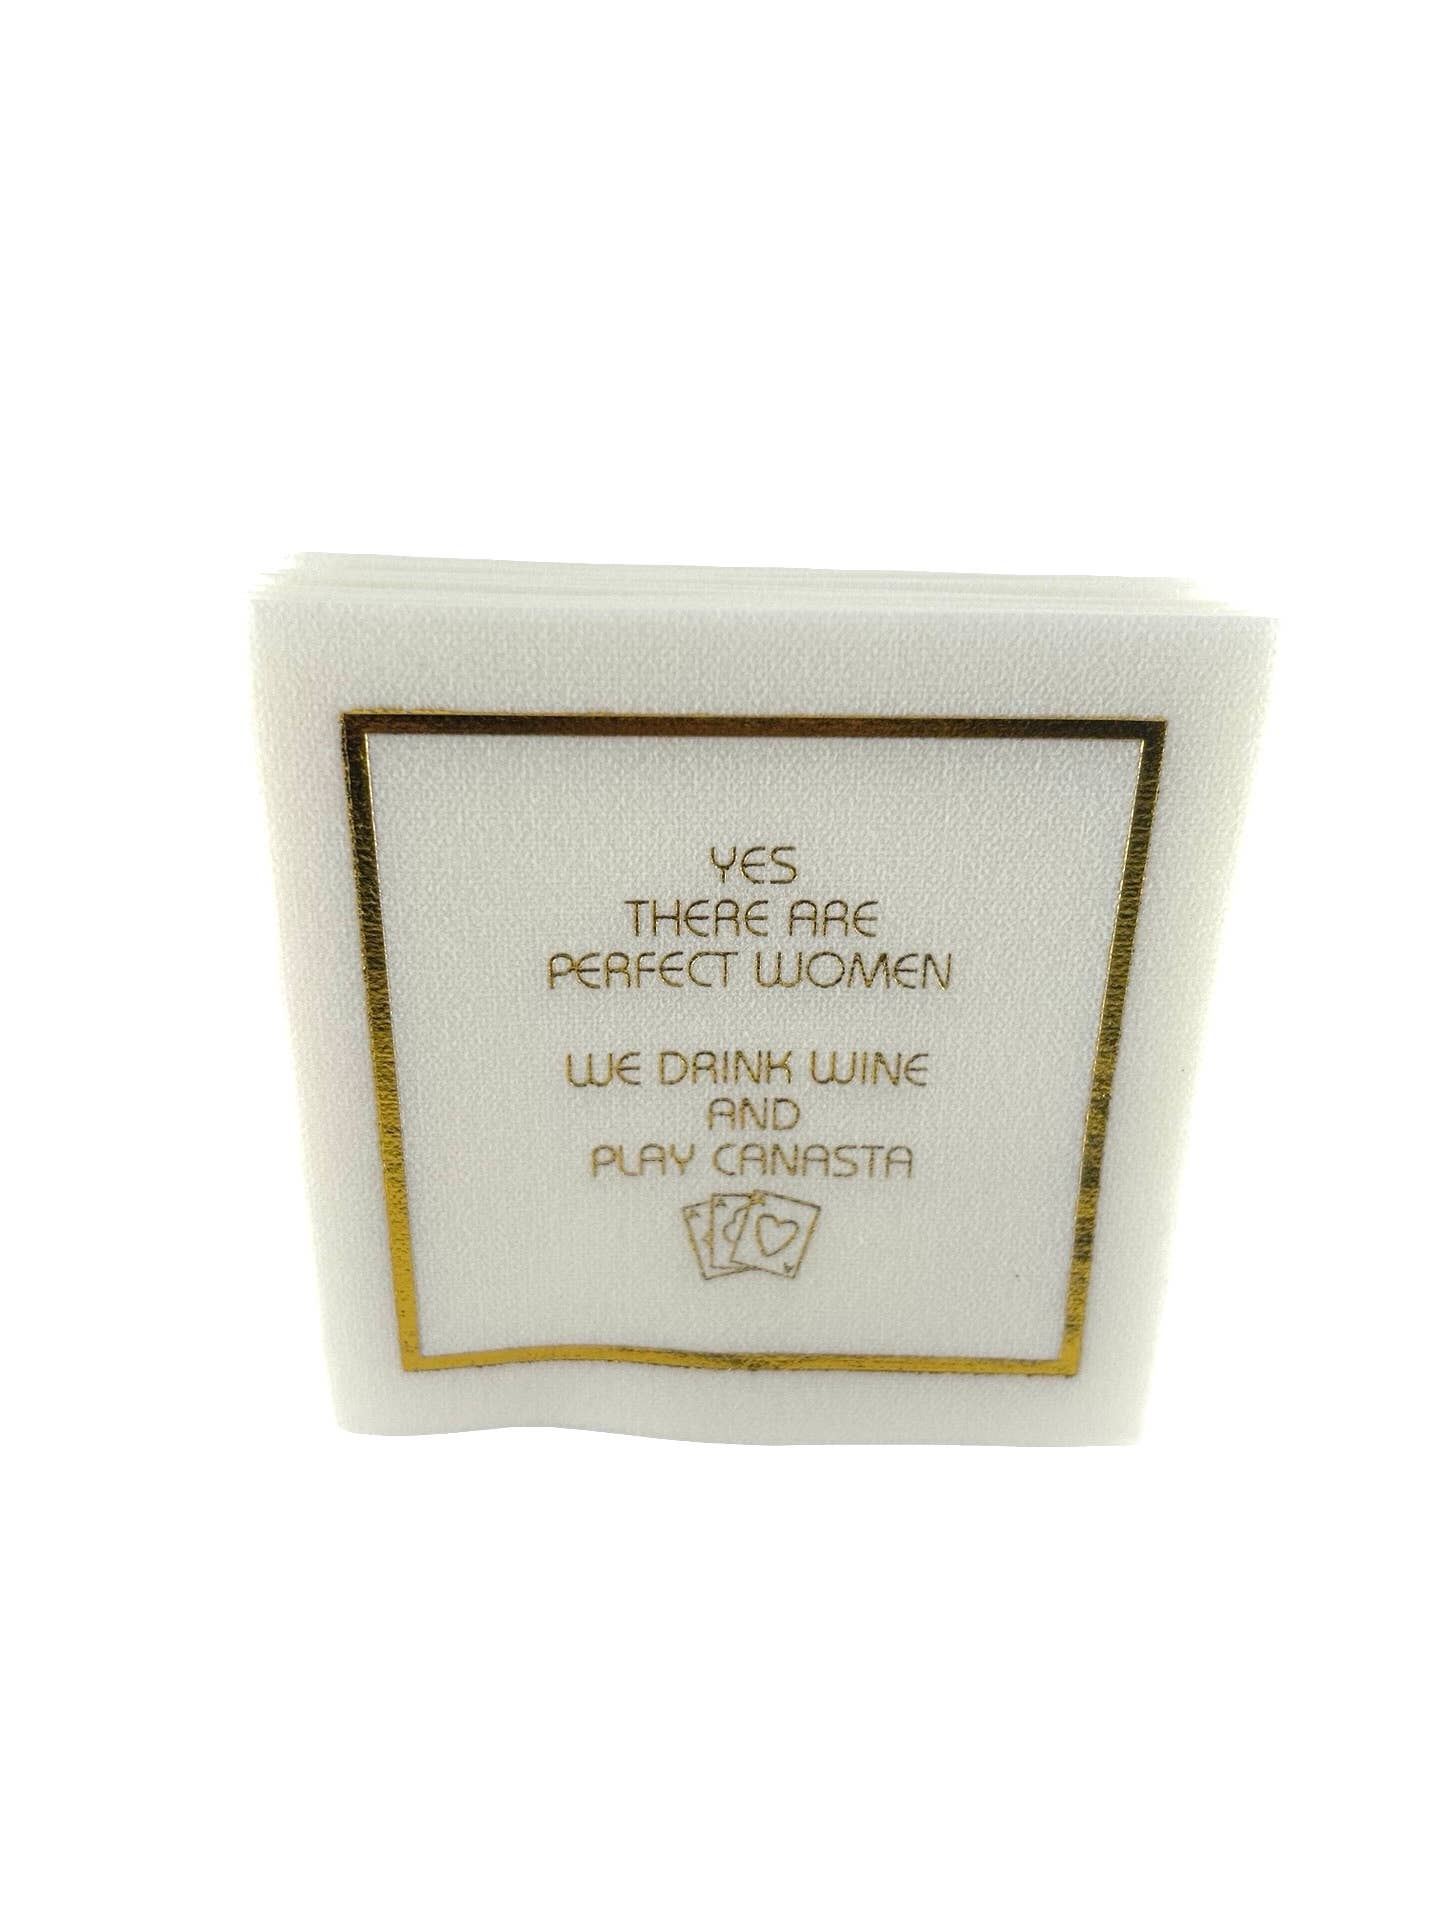 YES
THERE ARE
PERFECT WOMEN
WE DRINK WINE
AND
PLAY CANASTA